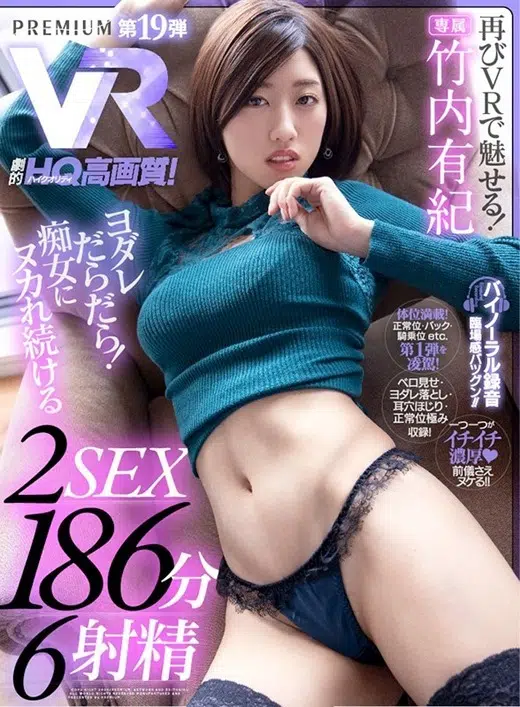 PREMIUM 第19弾
VR
劇的HQ高画質!
ハイクオリティ
再びVRで魅せる!
専属
竹内有紀
ヨダレ
だらだら!
痴女に
ヌカれ続ける
バイノーラル録音
臨場感バツグン!!
体位満載!
正常位・バック・
騎乗位 etc.
第1弾を
凌駕!
ベロ見せ・
ヨダレ落とし・
耳穴ほじり・
正常位極み
収録!
一つ一つが
イチイチ
濃厚♥
前儀さえ
ヌケる!!
2SEX
186分
6射精